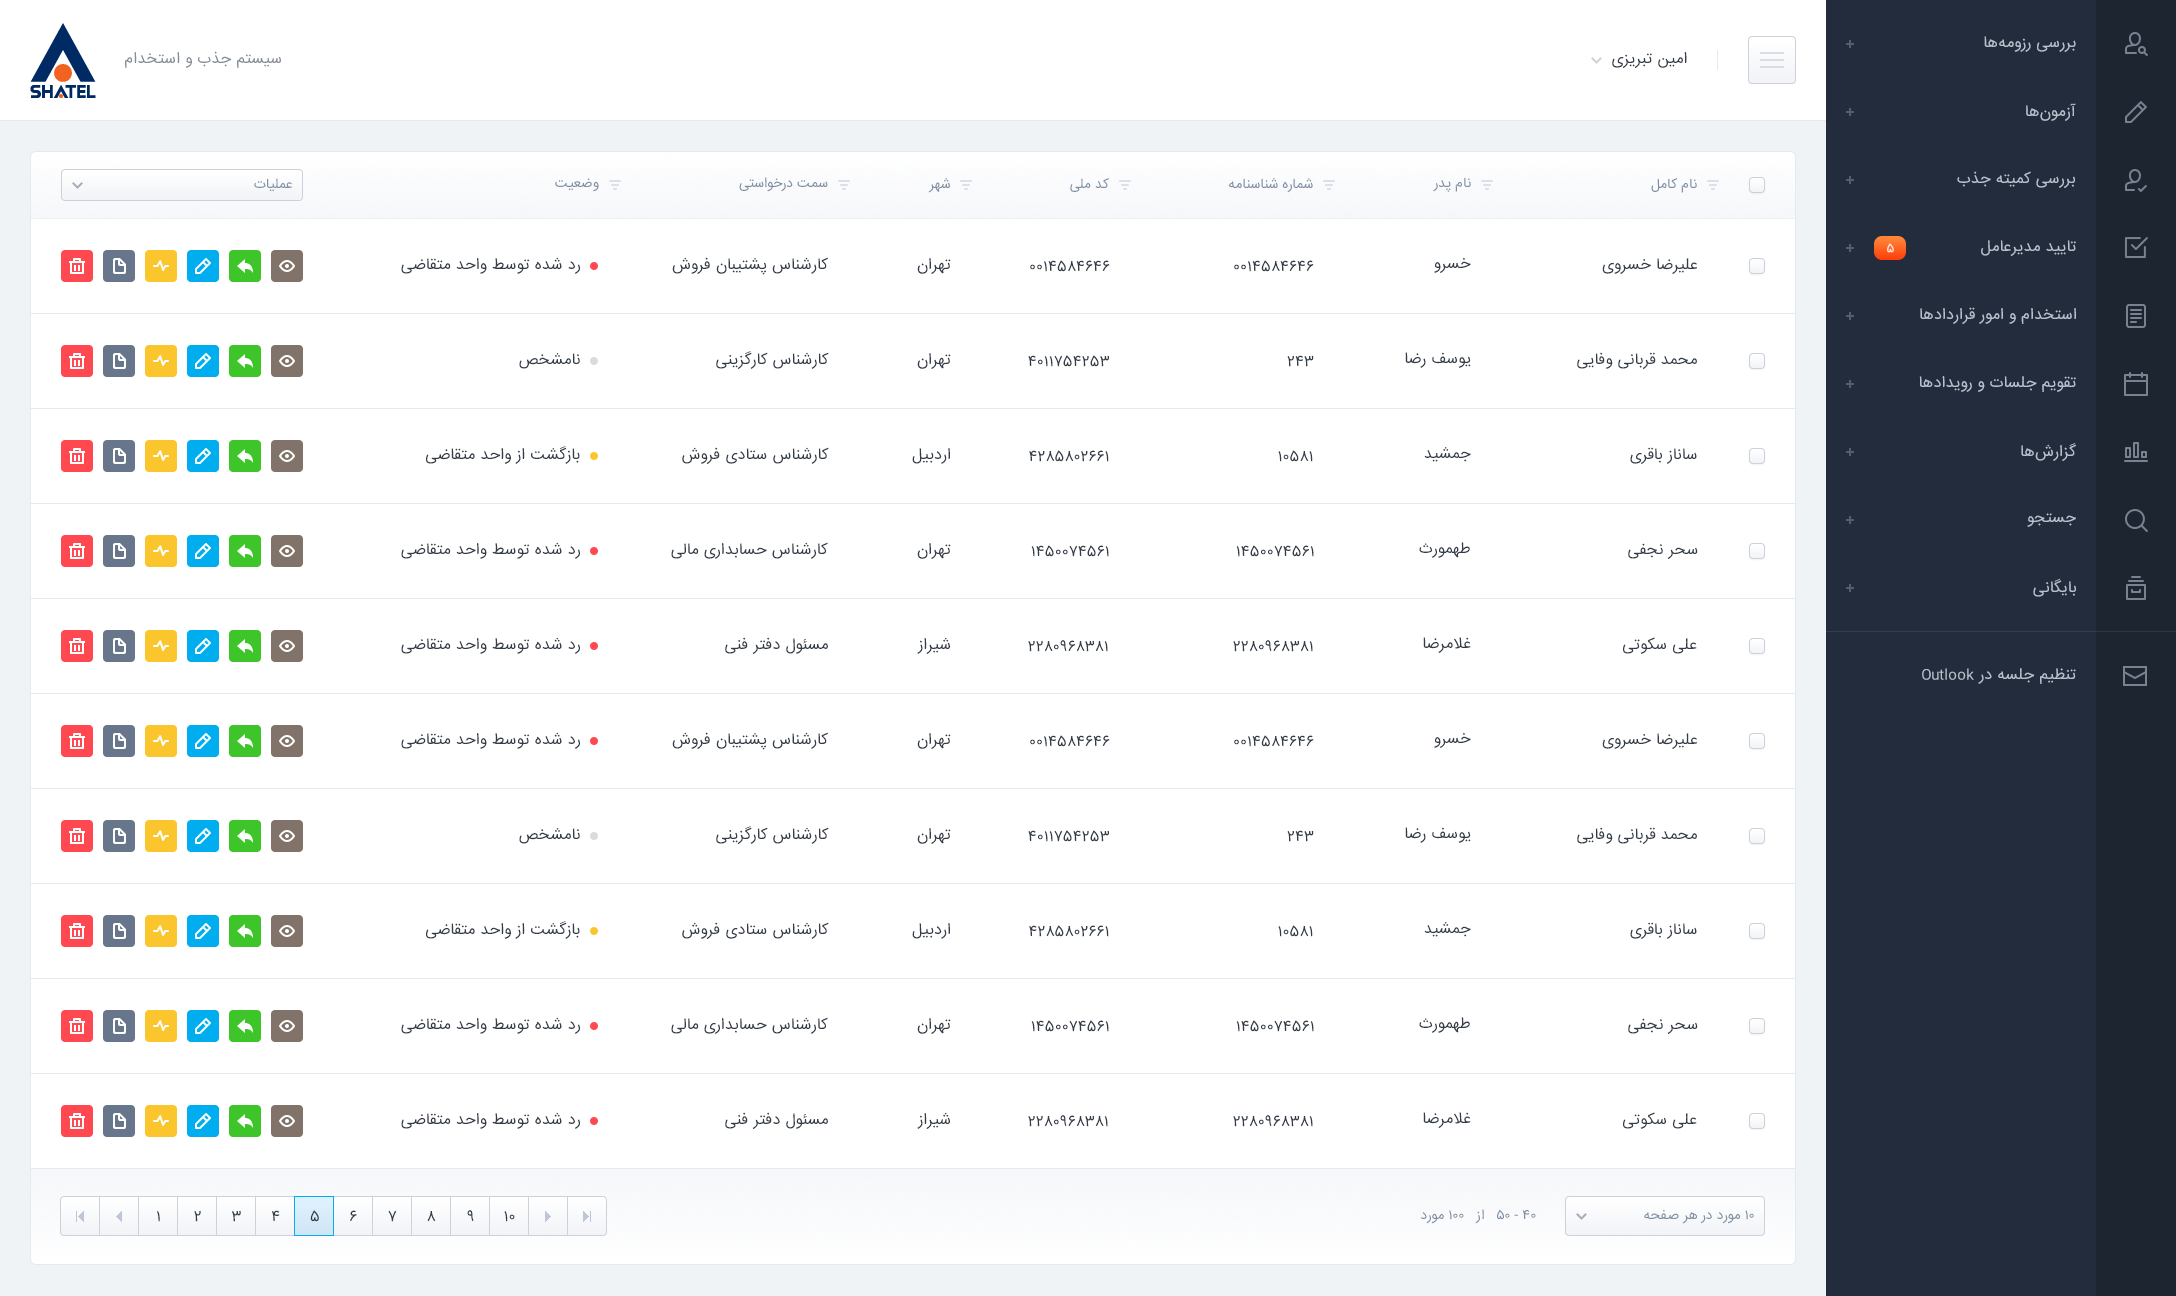 امین تبریزی
سیستم جذب و استخدام
SHATEL
بررسی رزومه‌ها
آزمون‌ها
بررسی کمیته جذب
تایید مدیرعامل ۵
استخدام و امور قراردادها
تقویم جلسات و رویدادها
گزارش‌ها
جستجو
بایگانی
تنظیم جلسه در Outlook
نام کامل نام پدر شماره شناسنامه کد ملی شهر سمت درخواستی وضعیت عملیات
علیرضا خسروی خسرو ۰۰۱۴۵۸۴۶۴۶ ۰۰۱۴۵۸۴۶۴۶ تهران کارشناس پشتیبان فروش رد شده توسط واحد متقاضی
محمد قربانی وفایی یوسف رضا ۲۴۳ ۴۰۱۱۷۵۴۲۵۳ تهران کارشناس کارگزینی نامشخص
ساناز باقری جمشید ۱۰۵۸۱ ۴۲۸۵۸۰۲۶۶۱ اردبیل کارشناس ستادی فروش بازگشت از واحد متقاضی
سحر نجفی طهمورث ۱۴۵۰۰۷۴۵۶۱ ۱۴۵۰۰۷۴۵۶۱ تهران کارشناس حسابداری مالی رد شده توسط واحد متقاضی
علی سکوتی غلامرضا ۲۲۸۰۹۶۸۳۸۱ ۲۲۸۰۹۶۸۳۸۱ شیراز مسئول دفتر فنی رد شده توسط واحد متقاضی
علیرضا خسروی خسرو ۰۰۱۴۵۸۴۶۴۶ ۰۰۱۴۵۸۴۶۴۶ تهران کارشناس پشتیبان فروش رد شده توسط واحد متقاضی
محمد قربانی وفایی یوسف رضا ۲۴۳ ۴۰۱۱۷۵۴۲۵۳ تهران کارشناس کارگزینی نامشخص
ساناز باقری جمشید ۱۰۵۸۱ ۴۲۸۵۸۰۲۶۶۱ اردبیل کارشناس ستادی فروش بازگشت از واحد متقاضی
سحر نجفی طهمورث ۱۴۵۰۰۷۴۵۶۱ ۱۴۵۰۰۷۴۵۶۱ تهران کارشناس حسابداری مالی رد شده توسط واحد متقاضی
علی سکوتی غلامرضا ۲۲۸۰۹۶۸۳۸۱ ۲۲۸۰۹۶۸۳۸۱ شیراز مسئول دفتر فنی رد شده توسط واحد متقاضی
۱۰ مورد در هر صفحه
۴۰ - ۵۰ از ۱۰۰ مورد
۱ ۲ ۳ ۴ ۵ ۶ ۷ ۸ ۹ ۱۰